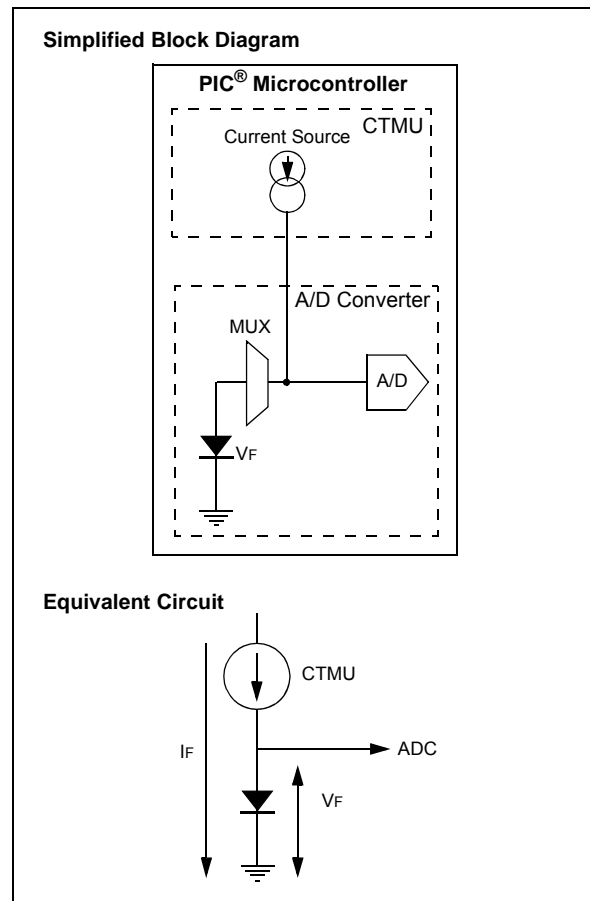 Simplified Block Diagram
PIC® Microcontroller
CTMU
Current Source
A/D Converter
MUX
A/D
VF
Equivalent Circuit
CTMU
IF
ADC
VF